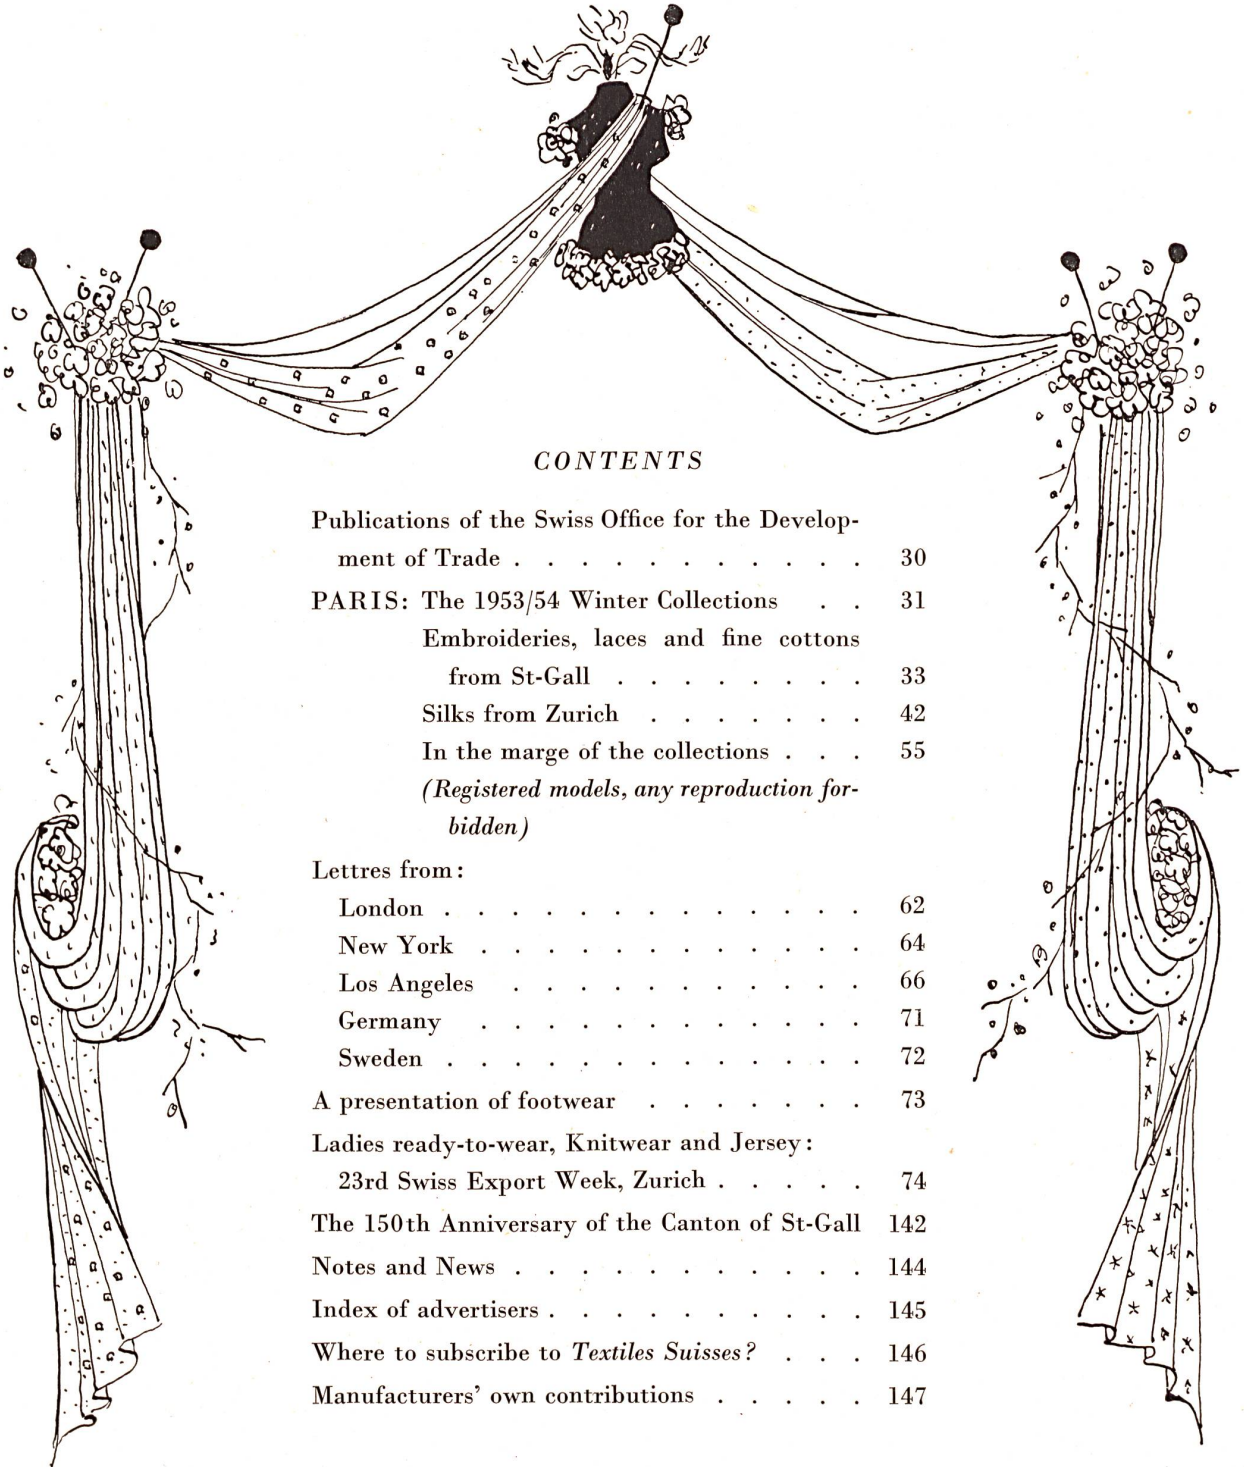 CONTENTS
Publications of the Swiss Office for the Develop-
ment of Trade . . . . . . . . . . . 30
PARIS: The 1953/54 Winter Collections . . 31
Embroideries, laces and fine cottons
from St-Gall . . . . . . . . 33
Silks from Zurich . . . . . . . 42
In the marge of the collections . . . 55
(Registered models, any reproduction for-
bidden)
Lettres from:
London . . . . . . . . . . . . . 62
New York . . . . . . . . . . . . 64
Los Angeles . . . . . . . . . . . 66
Germany . . . . . . . . . . . . 71
Sweden . . . . . . . . . . . . . 72
A presentation of footwear . . . . . . . 73
Ladies ready-to-wear, Knitwear and Jersey:
23rd Swiss Export Week, Zurich . . . . . 74
The 150th Anniversary of the Canton of St-Gall 142
Notes and News . . . . . . . . . . . 144
Index of advertisers . . . . . . . . . . 145
Where to subscribe to Textiles Suisses? . . . 146
Manufacturers' own contributions . . . . . 147